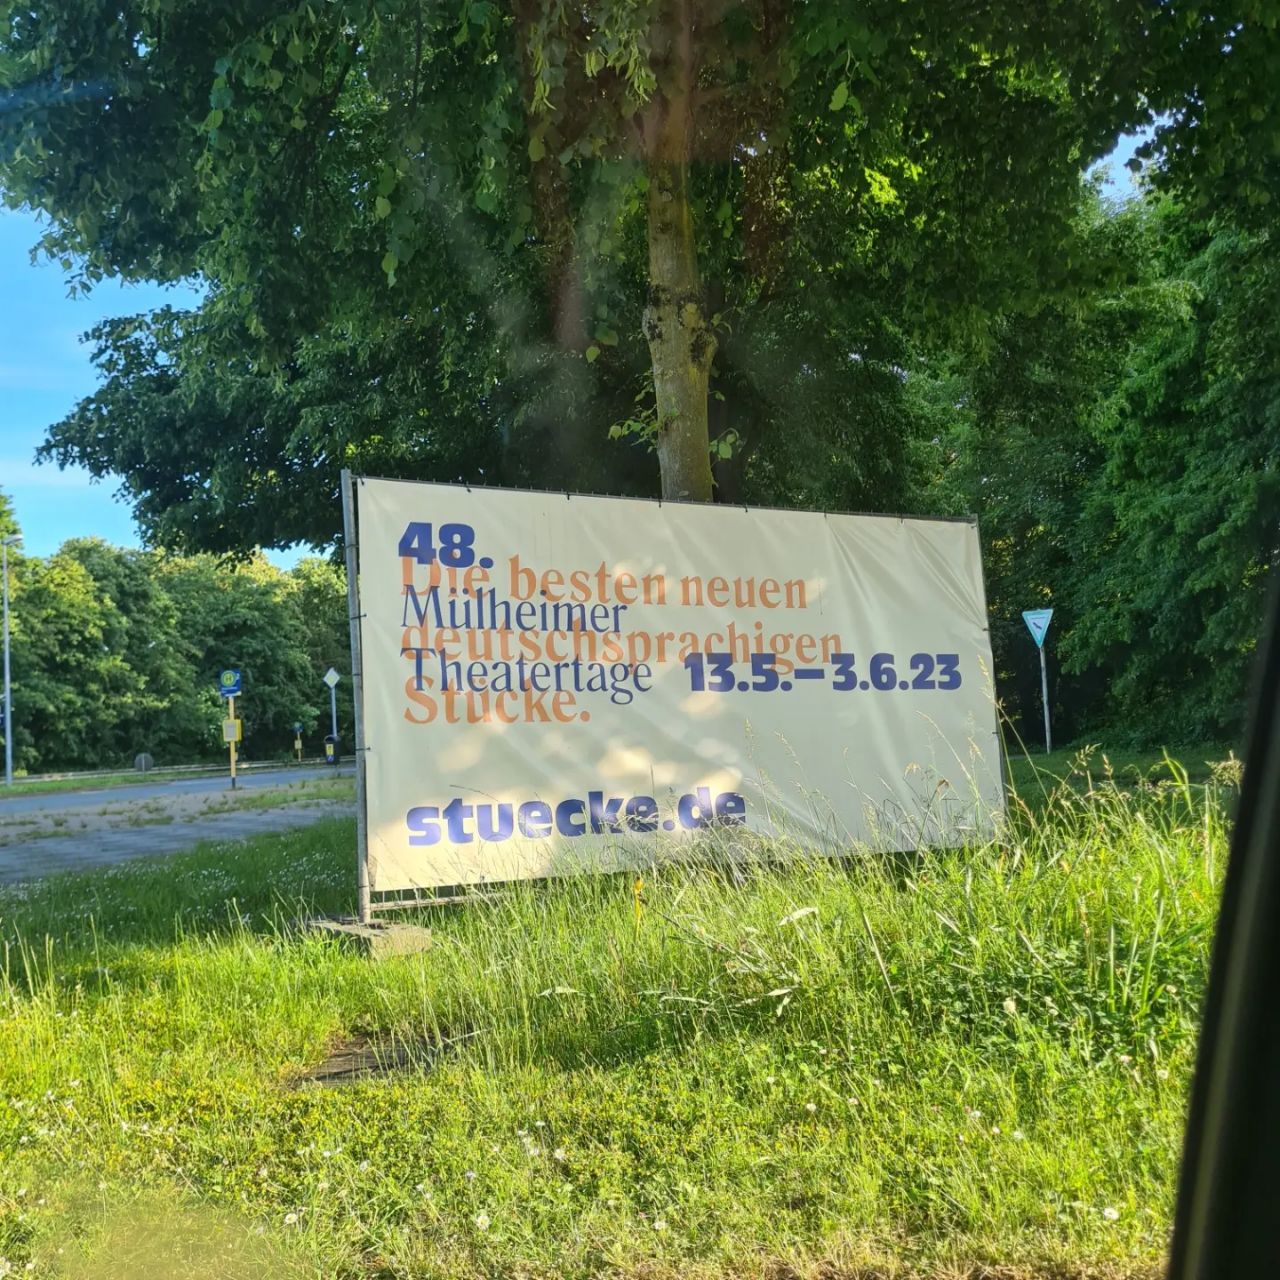 48.
Die besten neuen
Mülheimer
deutschsprachigen
Theatertage 13.5.–3.6.23
Stücke.
stuecke.de